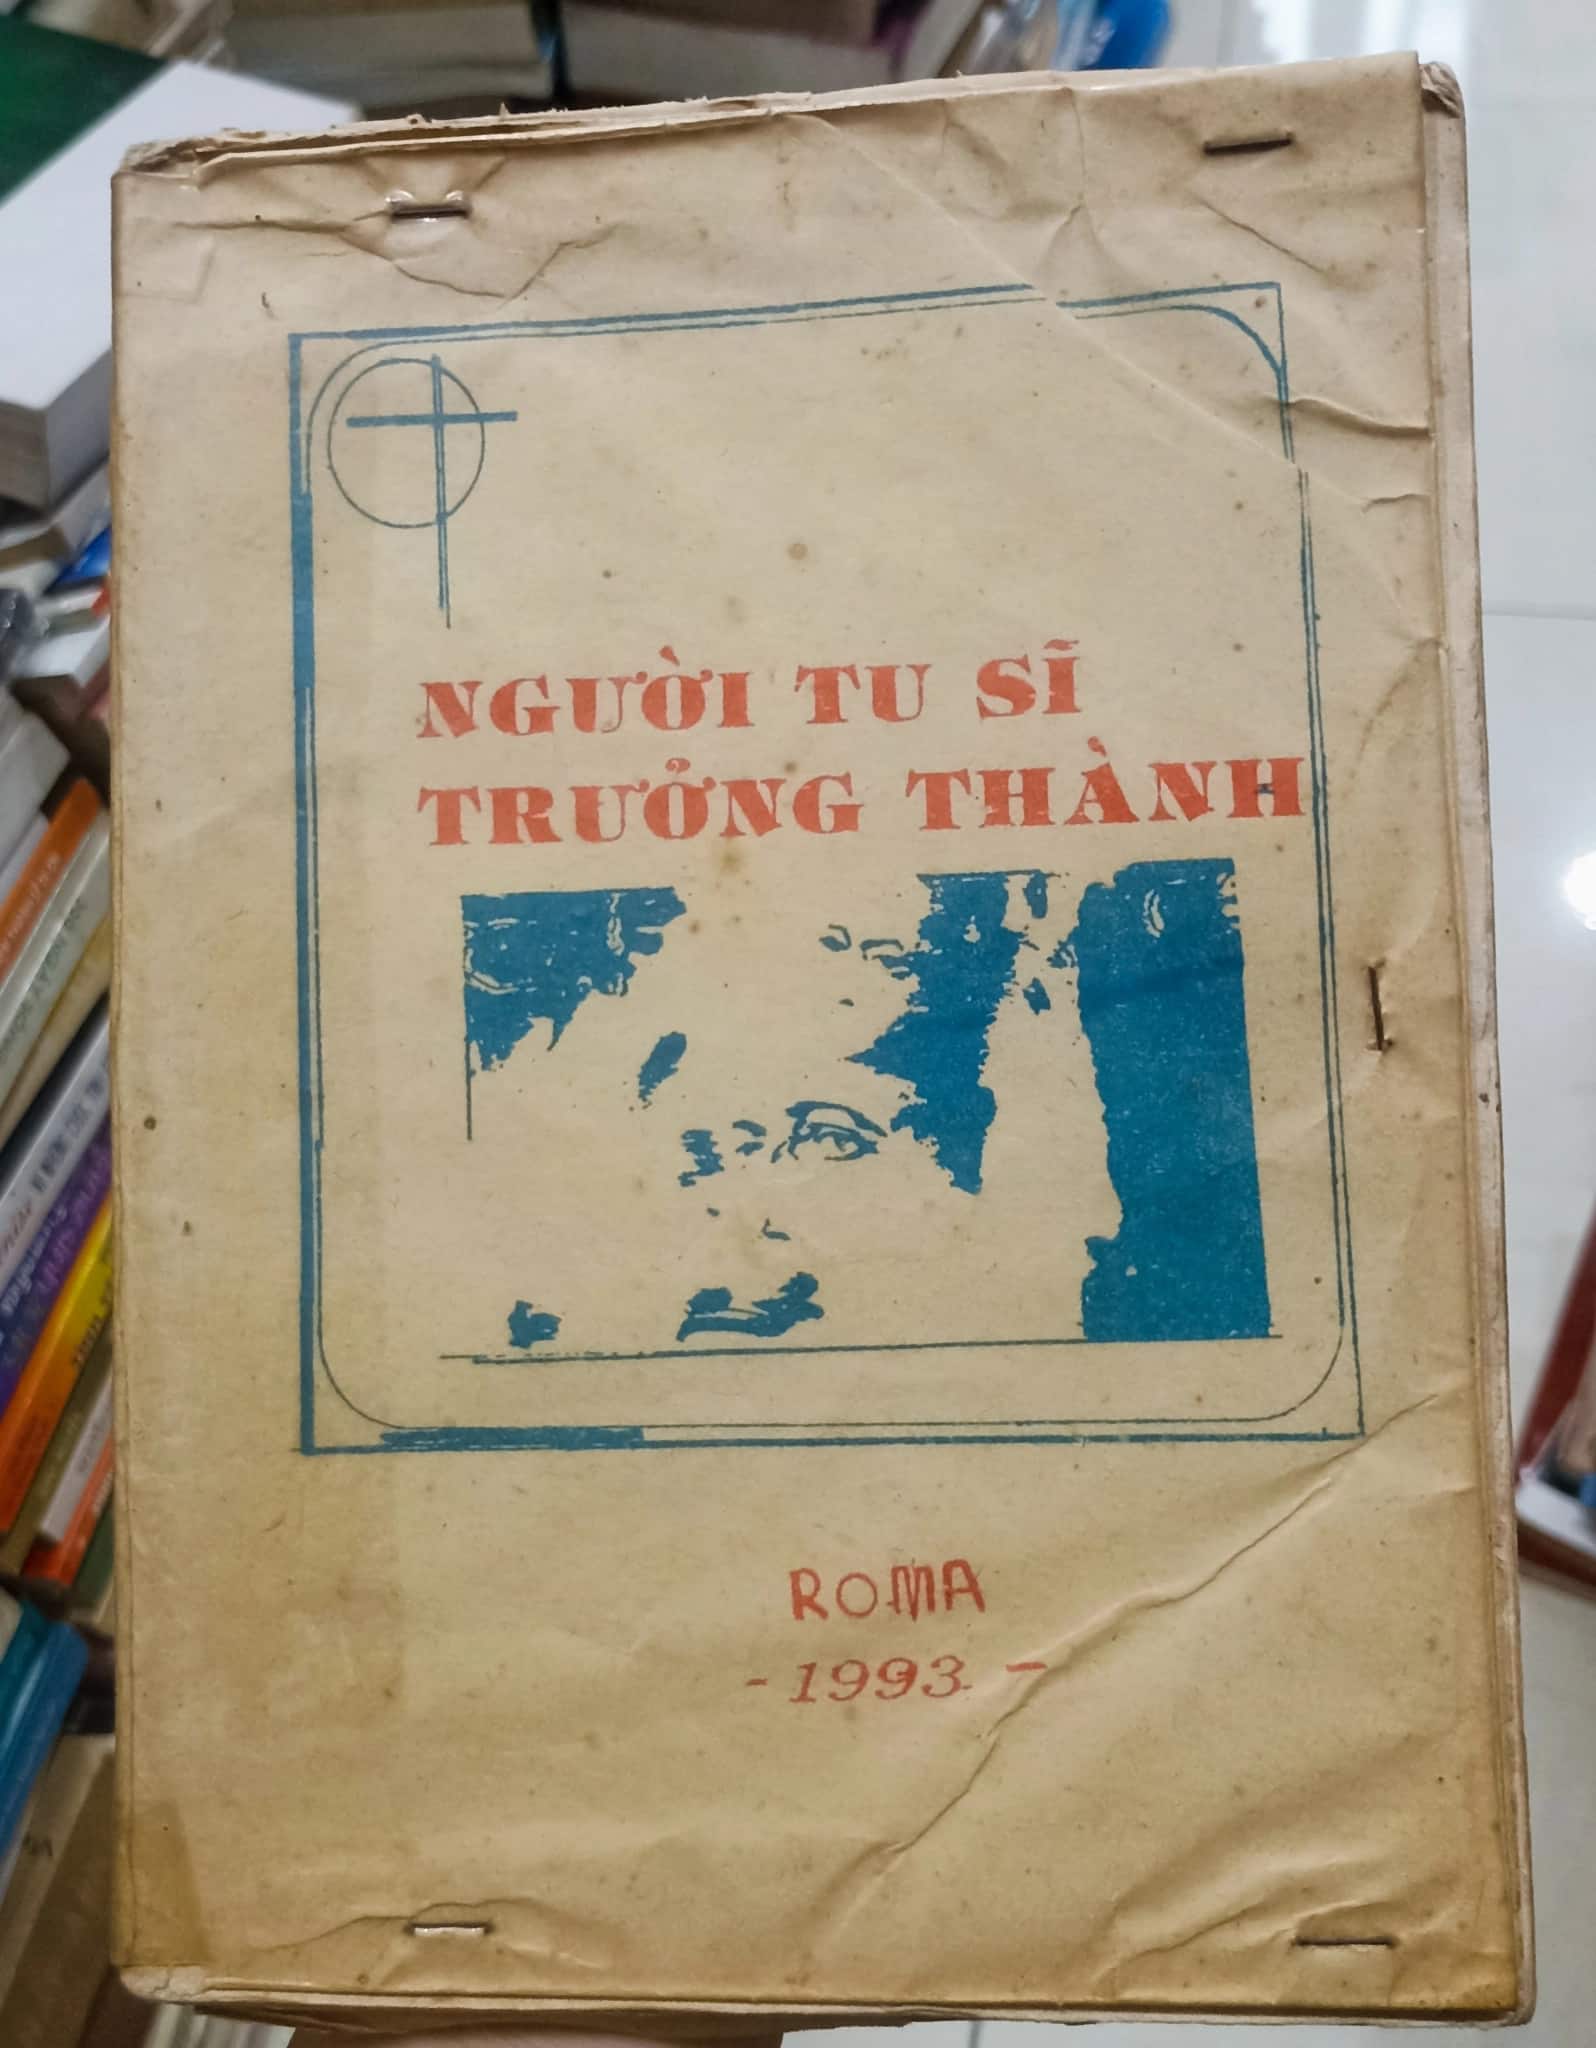 NGƯỜI TU SĨ
TRƯỞNG THÀNH
ROMA
- 1993 -